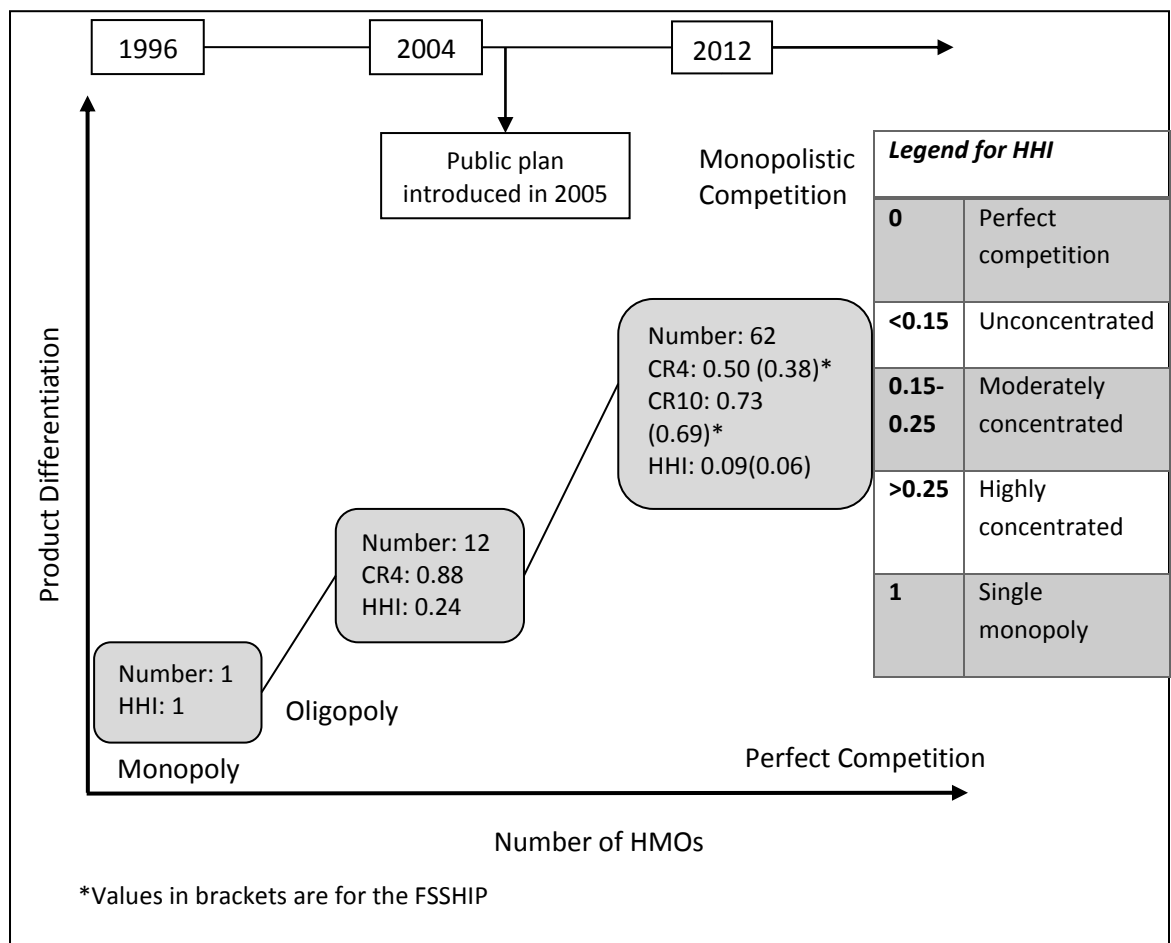 1996
2004
2012
Public plan
introduced in 2005
Monopolistic
Competition
Legend for HHI
0
Perfect
competition
<0.15
Unconcentrated
0.15-
0.25
Moderately
concentrated
>0.25
Highly
concentrated
1
Single
monopoly
Product Differentiation
Number: 62
CR4: 0.50 (0.38)*
CR10: 0.73
(0.69)*
HHI: 0.09(0.06)
Number: 12
CR4: 0.88
HHI: 0.24
Number: 1
HHI: 1
Oligopoly
Monopoly
Perfect Competition
Number of HMOs
*Values in brackets are for the FSSHIP